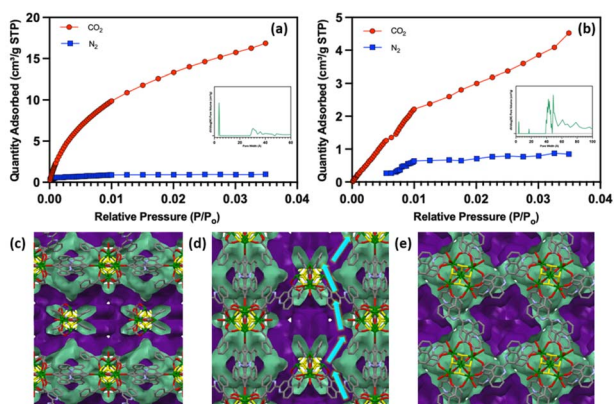 (a)
CO₂
N₂
Quantity Adsorbed (cm³/g STP)
20
15
10
5
0
0.00 0.01 0.02 0.03 0.04
Relative Pressure (P/Pₒ)
(b)
CO₂
N₂
Quantity Adsorbed (cm³/g STP)
5
4
3
2
1
0
0.00 0.01 0.02 0.03 0.04
Relative Pressure (P/Pₒ)
(c)
(d)
(e)